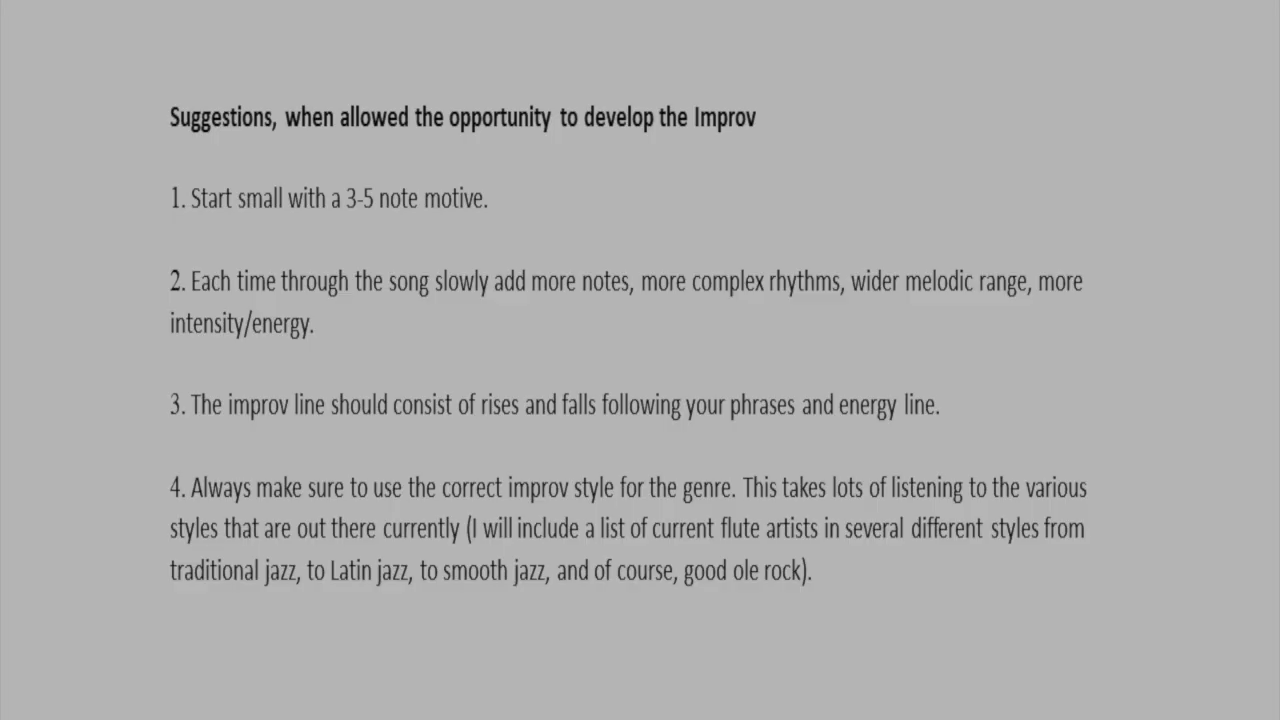 Suggestions, when allowed the opportunity to develop the Improv
1. Start small with a 3-5 note motive.
2. Each time through the song slowly add more notes, more complex rhythms, wider melodic range, more
intensity/energy.
3. The improv line should consist of rises and falls following your phrases and energy line.
4. Always make sure to use the correct improv style for the genre. This takes lots of listening to the various
styles that are out there currently (I will include a list of current flute artists in several different styles from
traditional jazz, to Latin jazz, to smooth jazz, and of course, good ole rock).